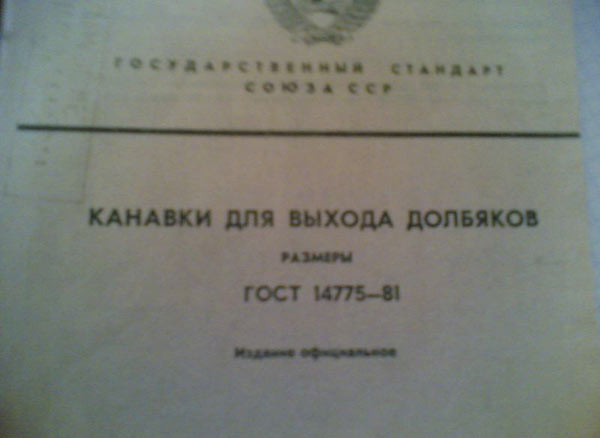 ГОСУДАРСТВЕННЫЙ СТАНДАРТ
СОЮЗА ССР
КАНАВКИ ДЛЯ ВЫХОДА ДОЛБЯКОВ
РАЗМЕРЫ
ГОСТ 14775—81
Издание официальное